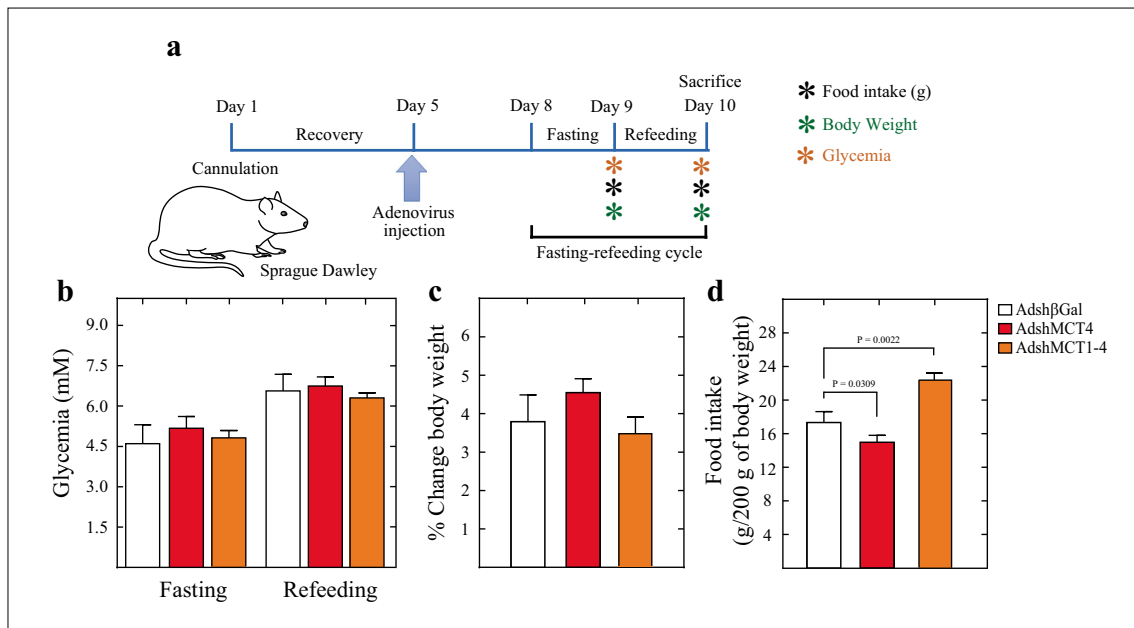 a
Sacrifice
Day 1 Day 5 Day 8 Day 9 Day 10
Recovery Fasting Refeeding
* Food intake (g)
* Body Weight
* Glycemia
Cannulation
* *
* *
* *
Adenovirus
injection
Fasting-refeeding cycle
Sprague Dawley
b
Glycemia (mM)
9.0
7.5
6.0
4.5
3.0
1.5
Fasting Refeeding
c
% Change body weight
6
5
4
3
2
1
d
Food intake
(g/200 g of body weight)
28
24
20
16
12
8
4
P = 0.0022
P = 0.0309
AdshβGal
AdshMCT4
AdshMCT1-4